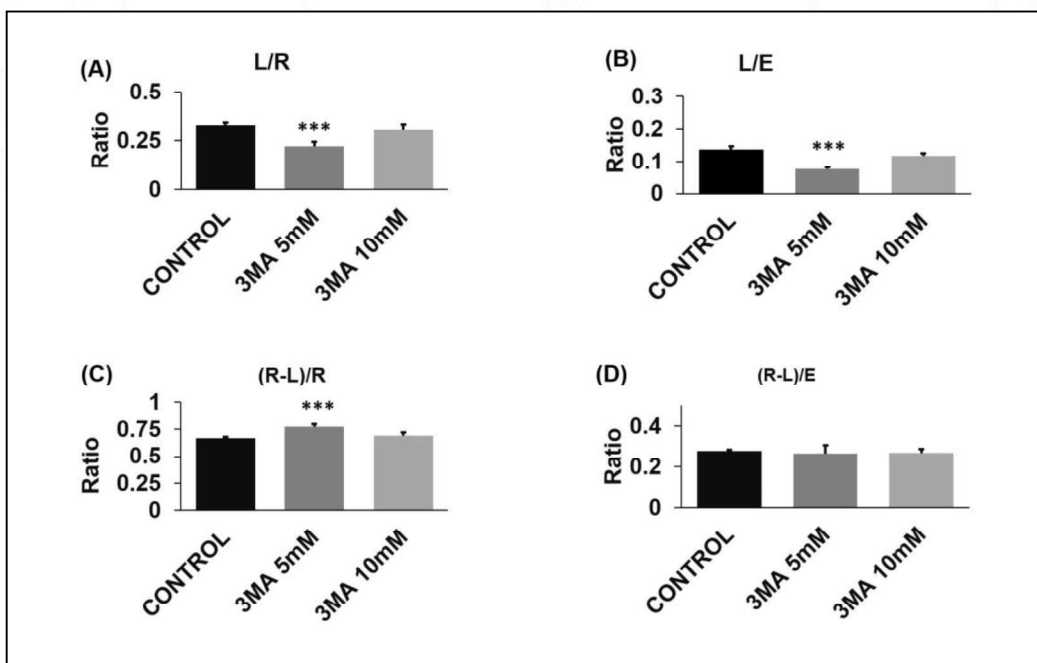 (A)
L/R
Ratio
0.5
0.25
0
***
CONTROL
3MA 5mM
3MA 10mM
(B)
L/E
Ratio
0.3
0.2
0.1
0
***
CONTROL
3MA 5mM
3MA 10mM
(C)
(R-L)/R
Ratio
1
0.75
0.5
0.25
0
***
CONTROL
3MA 5mM
3MA 10mM
(D)
(R-L)/E
Ratio
0.4
0.2
0
CONTROL
3MA 5mM
3MA 10mM